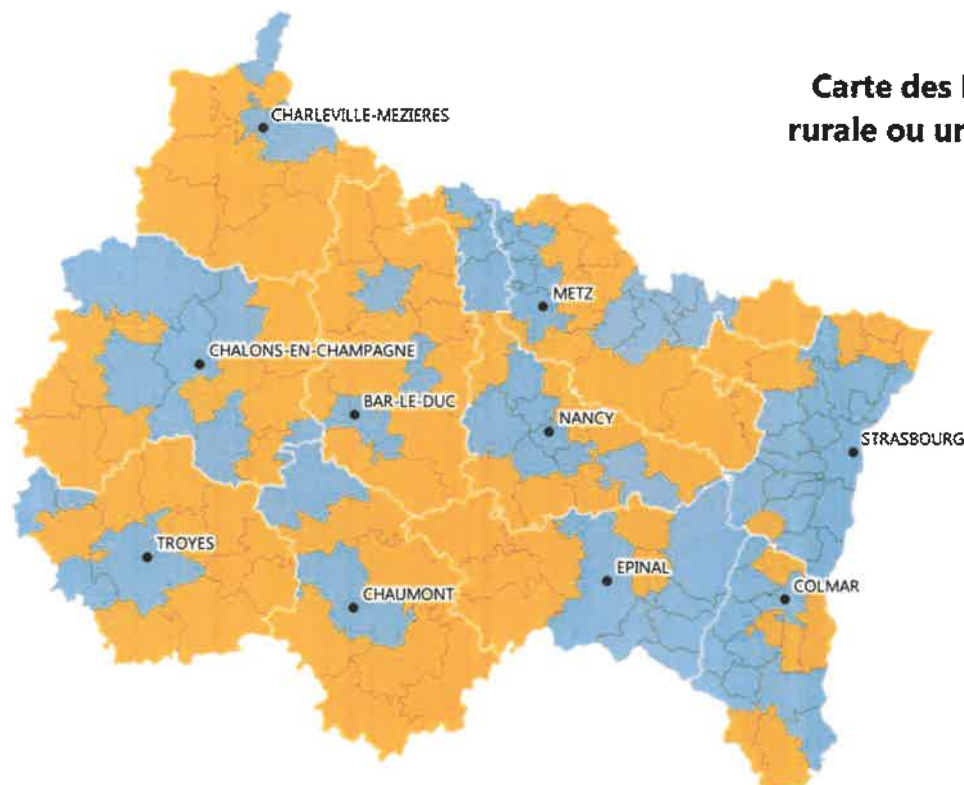 Carte des
rurale ou
CHARLEVILLE-MEZIERES
METZ
CHALONS-EN-CHAMPAGNE
BAR-LE-DUC
NANCY
STRASBOURG
TROYES
EPINAL
CHAUMONT
COLMAR